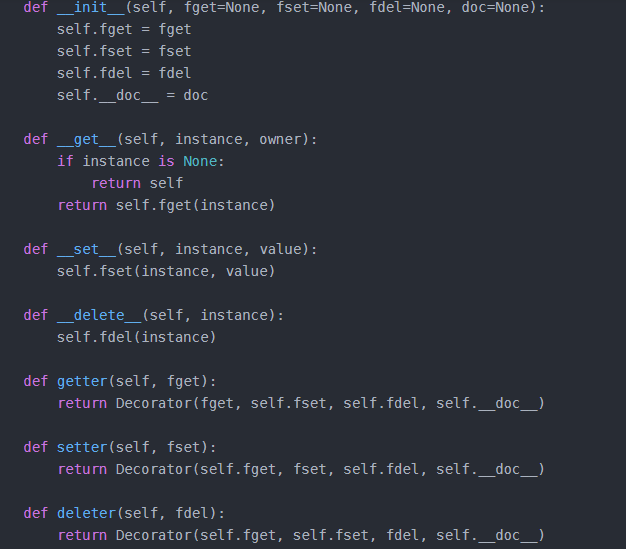 def __init__(self, fget=None, fset=None, fdel=None, doc=None):
    self.fget = fget
    self.fset = fset
    self.fdel = fdel
    self.__doc__ = doc
def __get__(self, instance, owner):
    if instance is None:
        return self
    return self.fget(instance)
def __set__(self, instance, value):
    self.fset(instance, value)
def __delete__(self, instance):
    self.fdel(instance)
def getter(self, fget):
    return Decorator(fget, self.fset, self.fdel, self.__doc__)
def setter(self, fset):
    return Decorator(self.fget, fset, self.fdel, self.__doc__)
def deleter(self, fdel):
    return Decorator(self.fget, self.fset, fdel, self.__doc__)